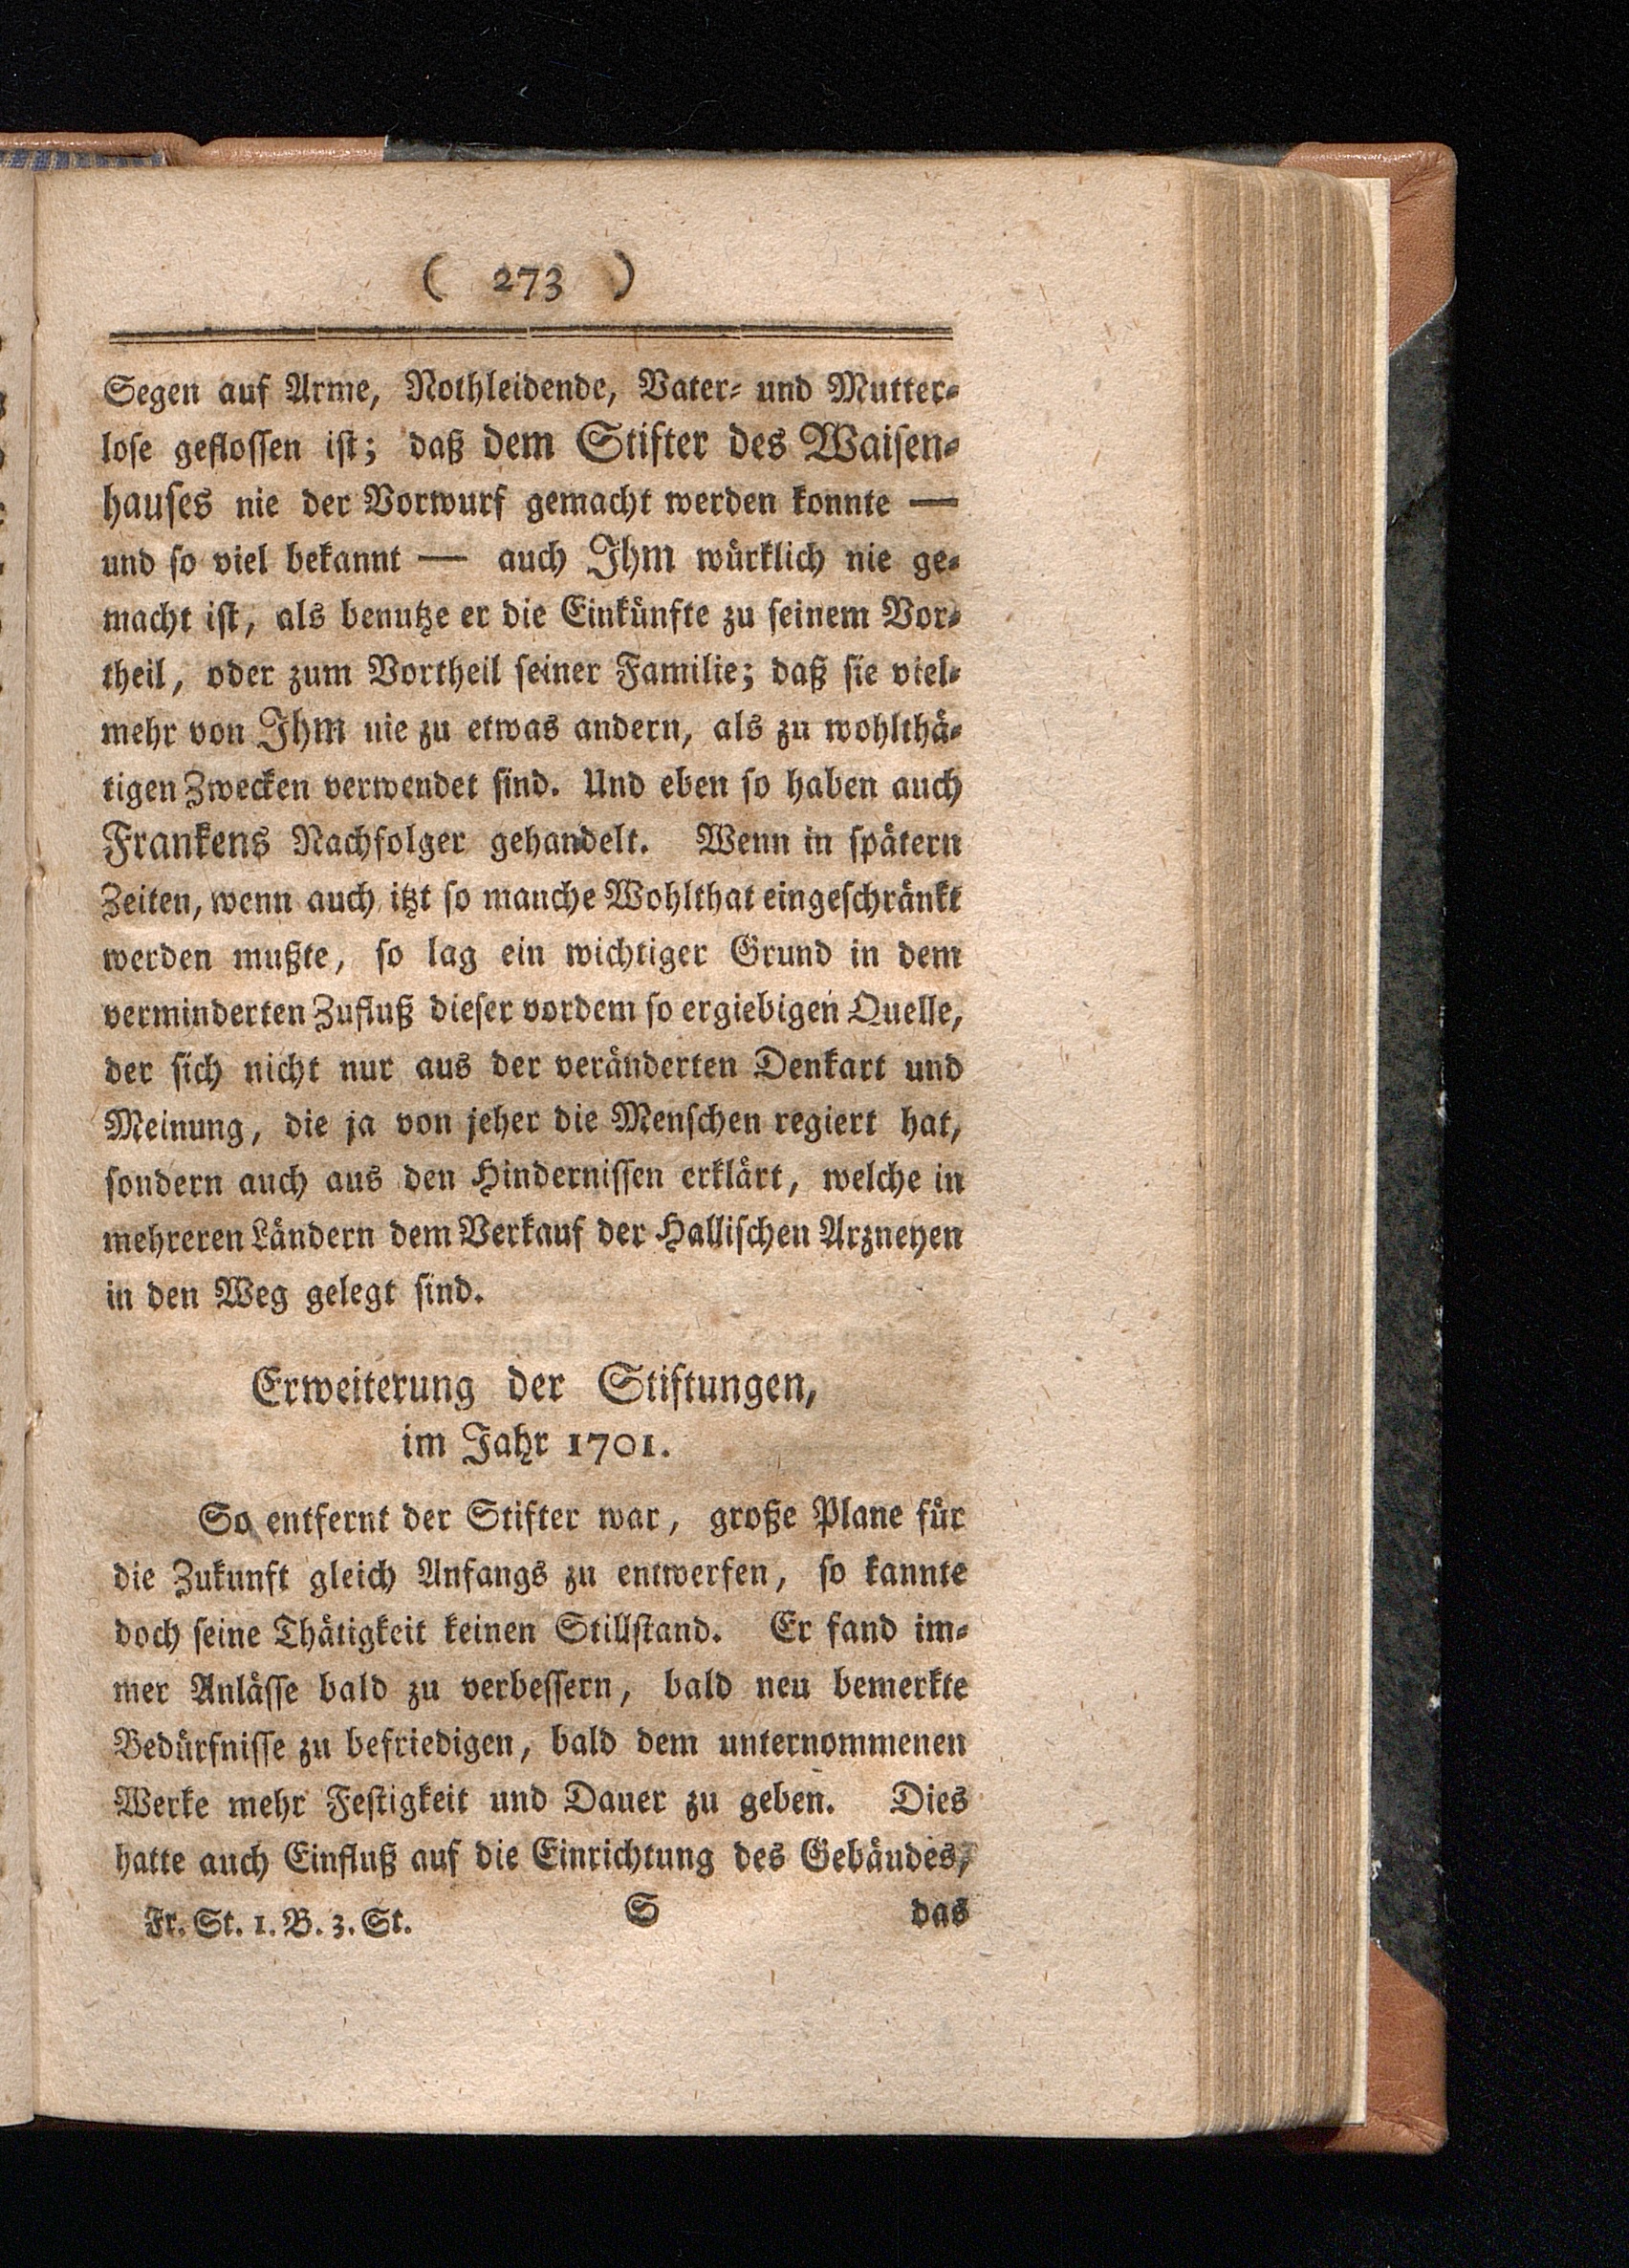 ( 273 )
Segen auf Arme, Nothleidende, Vater- und Mutter-
lose geflossen ist; daß dem Stifter des Waisen-
hauses nie der Vorwurf gemacht werden konnte —
und so viel bekannt — auch Ihm würklich nie ge-
macht ist, als benutze er die Einkünfte zu seinem Vor-
theil, oder zum Vortheil seiner Familie; daß sie viel-
mehr von Ihm nie zu etwas andern, als zu wohlthä-
tigen Zwecken verwendet sind. Und eben so haben auch
Frankens Nachfolger gehandelt. Wenn in spätern
Zeiten, wenn auch itzt so manche Wohlthat eingeschränkt
werden mußte, so lag ein wichtiger Grund in dem
verminderten Zufluß dieser vordem so ergiebigen Quelle,
der sich nicht nur aus der veränderten Denkart und
Meinung, die ja von jeher die Menschen regiert hat,
sondern auch aus den Hindernissen erklärt, welche in
mehreren Ländern dem Verkauf der Hallischen Arzneyen
in den Weg gelegt sind.
Erweiterung der Stiftungen,
im Jahr 1701.
So entfernt der Stifter war, große Plane für
die Zukunft gleich Anfangs zu entwerfen, so kannte
doch seine Thätigkeit keinen Stillstand. Er fand im-
mer Anlässe bald zu verbessern, bald neu bemerkte
Bedürfnisse zu befriedigen, bald dem unternommenen
Werke mehr Festigkeit und Dauer zu geben. Dies
hatte auch Einfluß auf die Einrichtung des Gebäudes,
Fr. St. 1. B. 3. St. S das